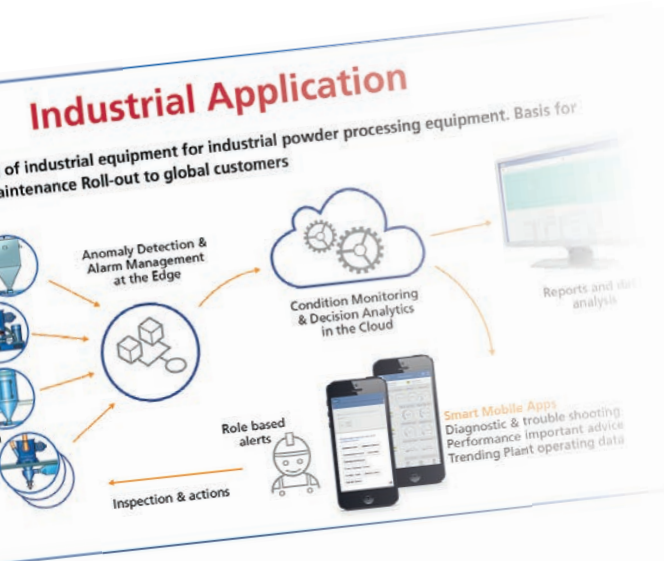 Industrial Application
of industrial equipment for industrial powder processing equipment. Basis for
Roll-out to global customers
Anomaly Detection &
Alarm Management
at the Edge
Condition Monitoring
& Decision Analytics
in the Cloud
Reports and
analysis
Role based
alerts
Inspection & actions
Smart Mobile Apps
Diagnostic & trouble shooting
Performance important advice
Trending Plant operating data